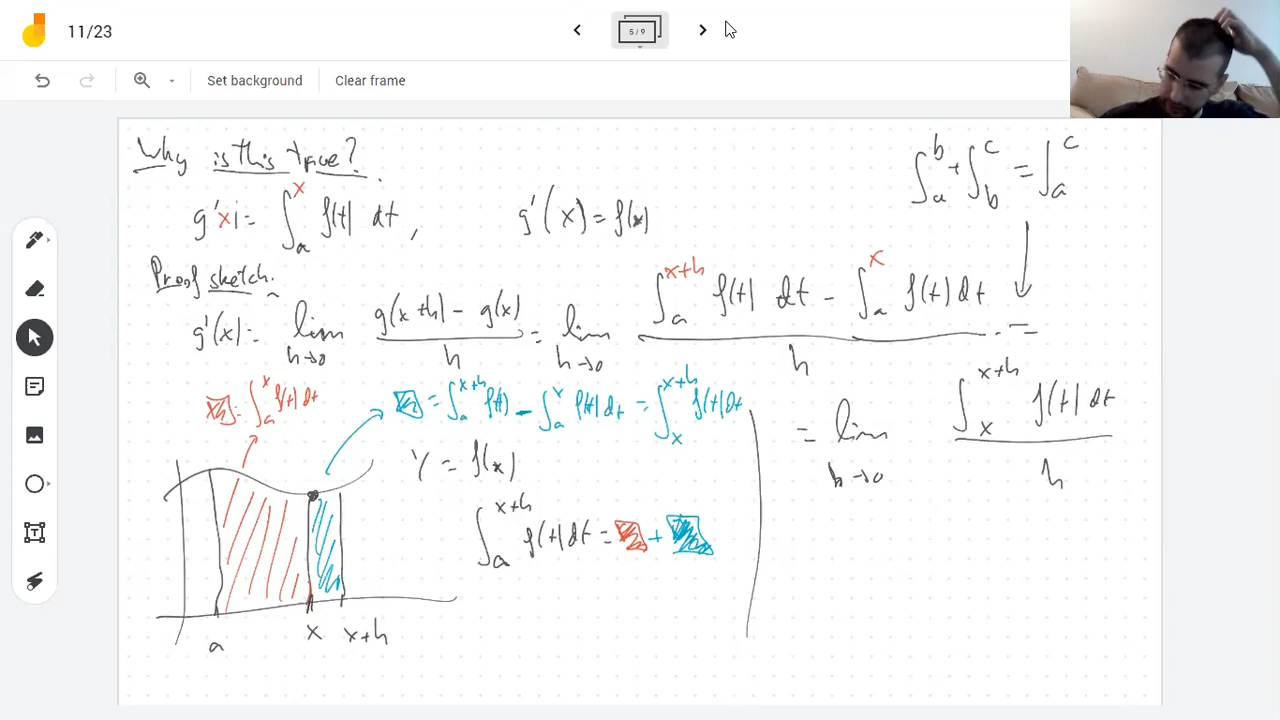 11/23
5 / 9
Set background
Clear frame
Why is this true?
∫_a^b + ∫_b^c = ∫_a^c
g'(x) = ∫_a^x f(t) dt, g'(x) = f(x)
Proof sketch.
g'(x) = lim_{h→0} (g(x+h) - g(x))/h = lim_{h→0} (∫_a^{x+h} f(t) dt - ∫_a^x f(t) dt)/h =
= ∫_a^x f(t) dt
= ∫_a^{x+h} f(t) - ∫_a^x f(t) dt = ∫_x^{x+h} f(t) dt
= lim_{h→0} (∫_x^{x+h} f(t) dt)/h
y = f(x)
∫_a^{x+h} f(t) dt = +
a x x+h